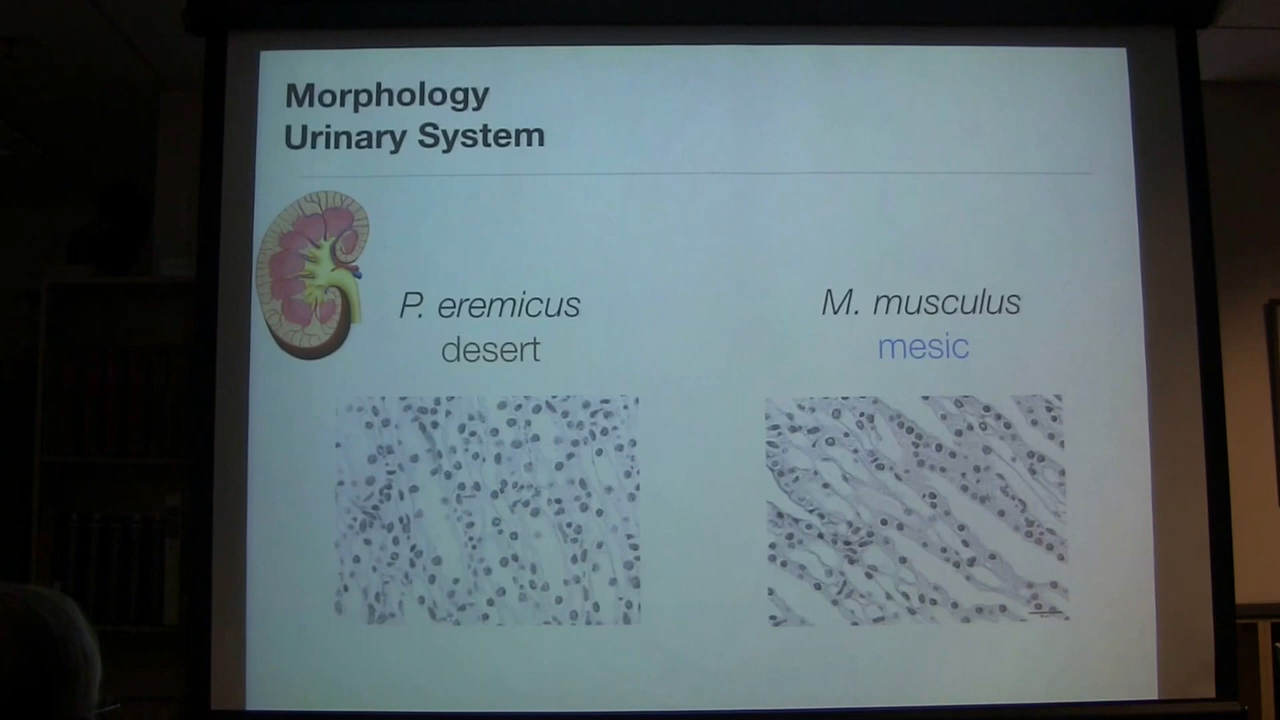 Morphology
Urinary System
P. eremicus
desert
M. musculus
mesic